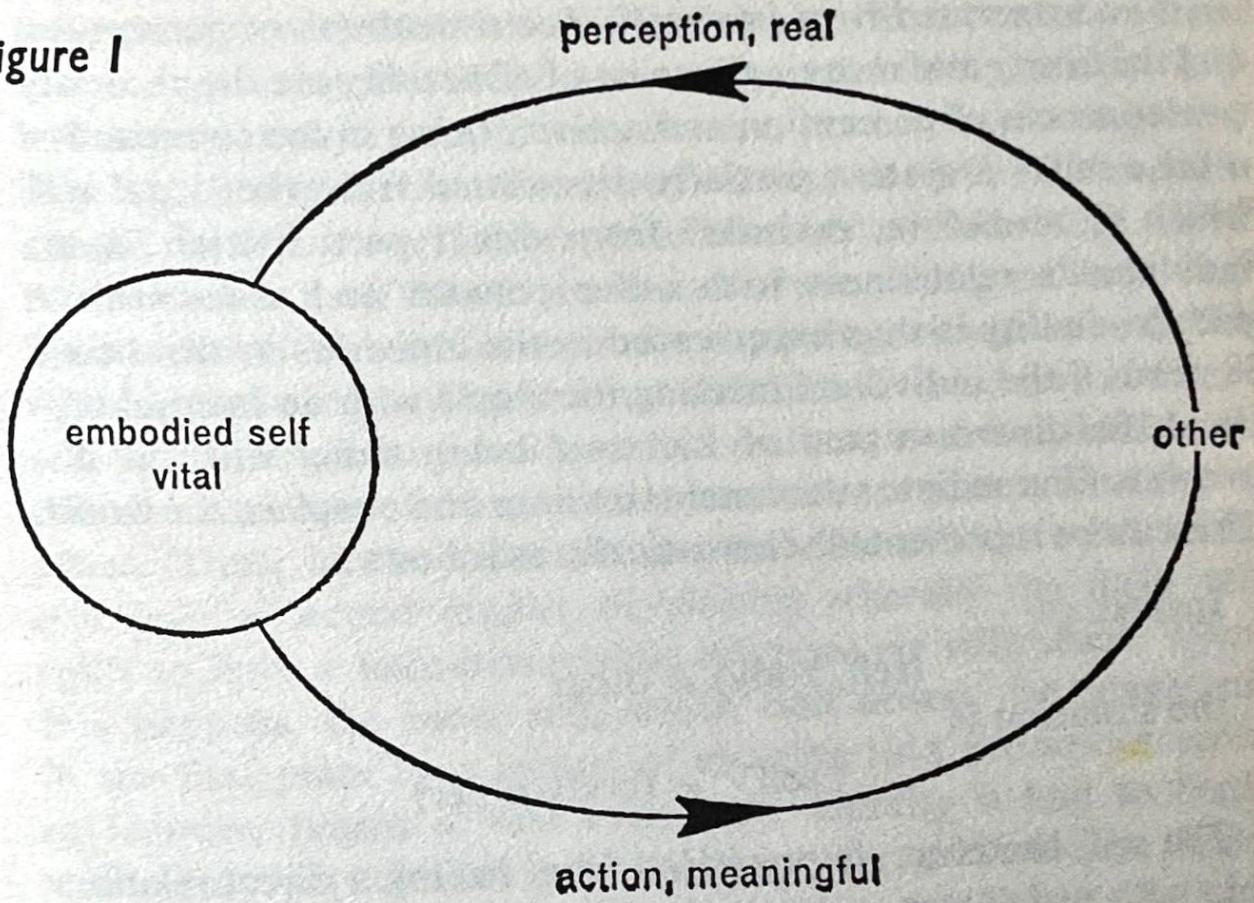 igure I
perception, real
embodied self
vital
other
action, meaningful